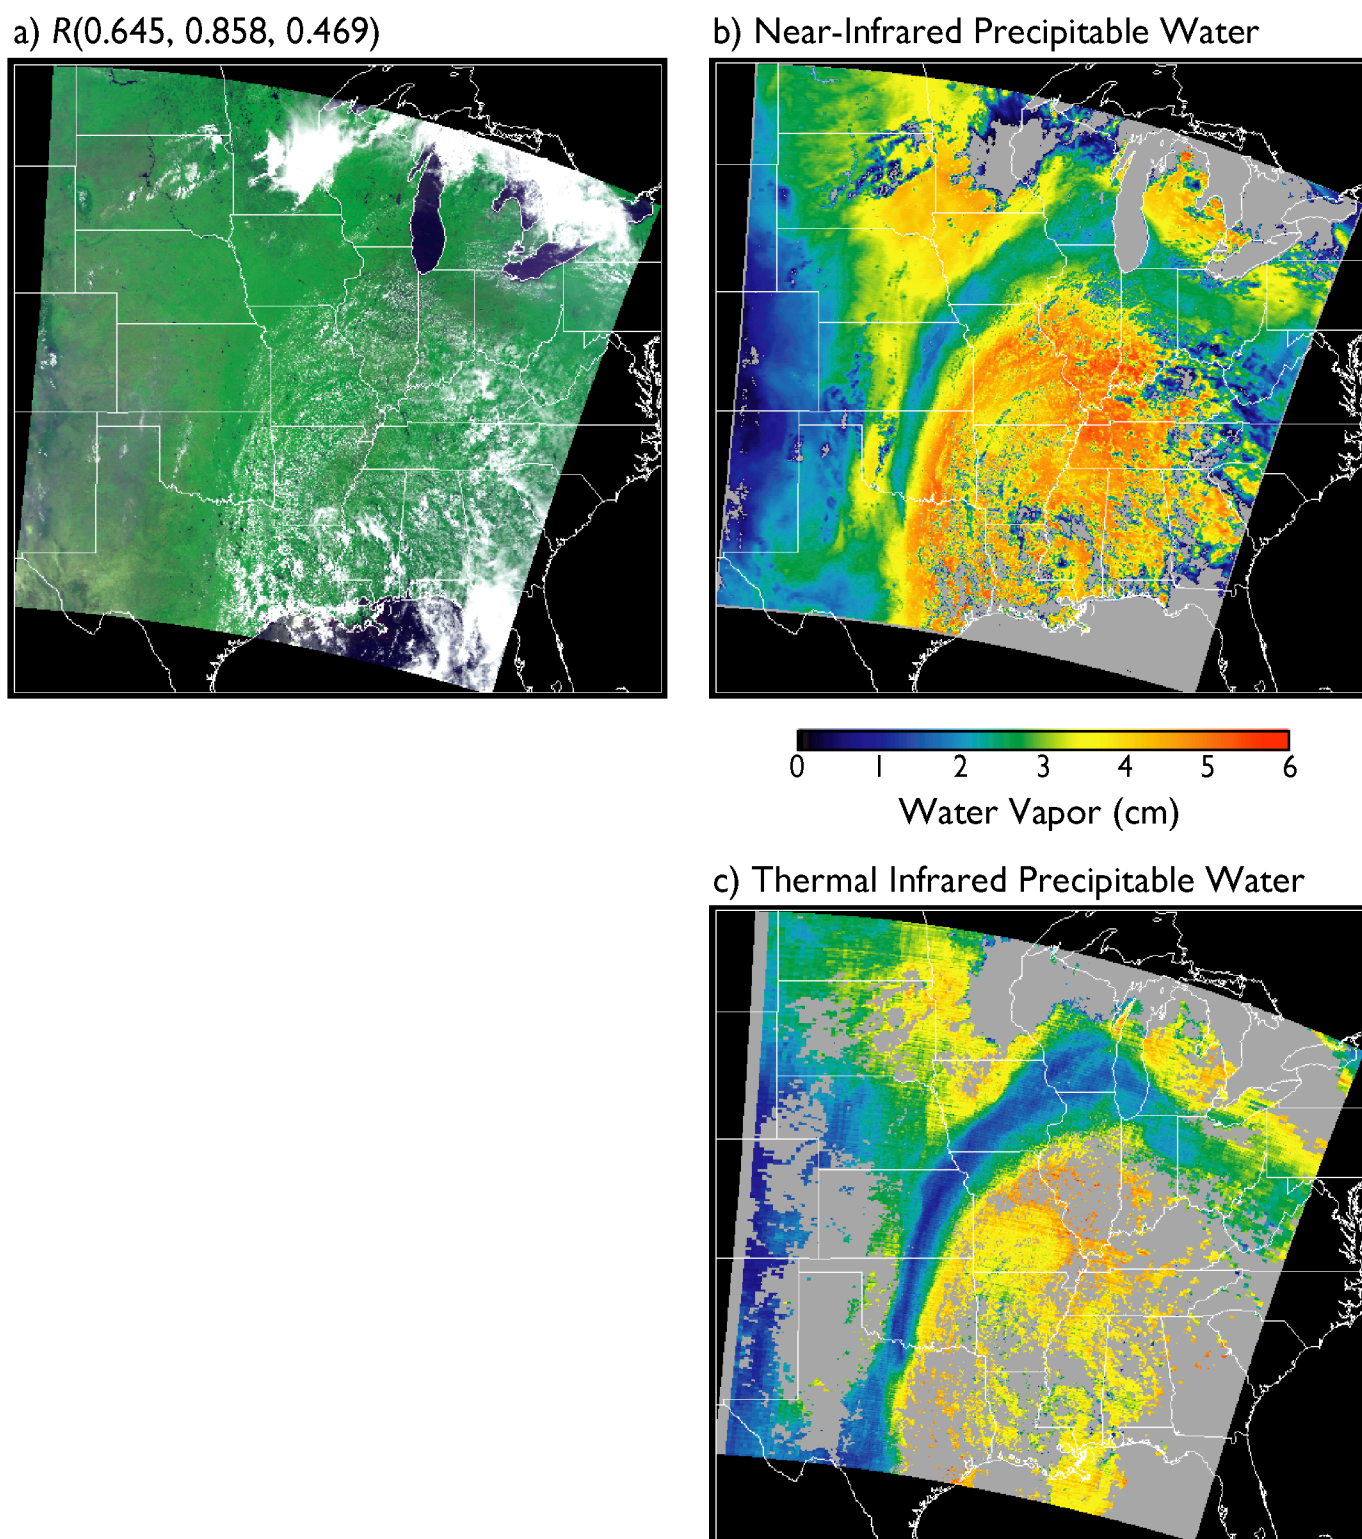 a) R(0.645, 0.858, 0.469)
b) Near-Infrared Precipitable Water
0 1 2 3 4 5 6
Water Vapor (cm)
c) Thermal Infrared Precipitable Water